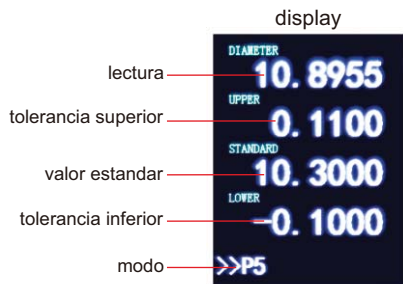 display
DIAMETER
lectura 10.8955
UPPER
tolerancia superior 0.1100
STANDARD
valor estandar 10.3000
LOWER
tolerancia inferior -0.1000
modo >>P5